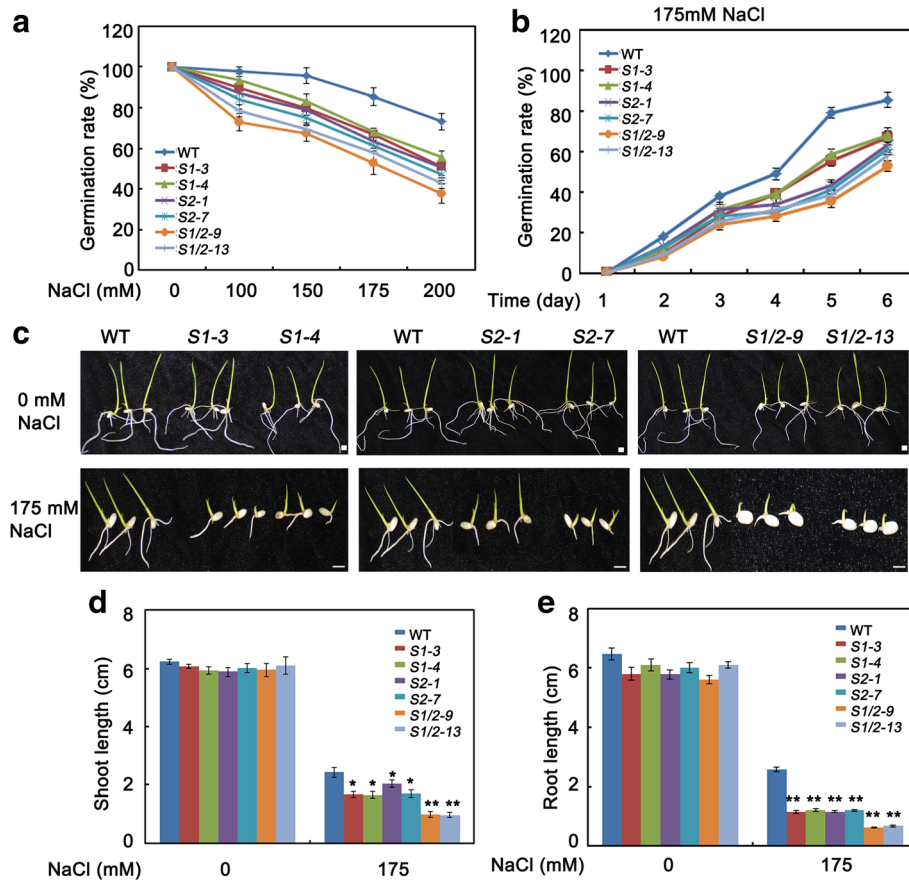 a
Germination rate (%)
120
100
80
60
40
20
0
WT
S1-3
S1-4
S2-1
S2-7
S1/2-9
S1/2-13
NaCl (mM) 0 100 150 175 200
b
175mM NaCl
Germination rate (%)
120
100
80
60
40
20
0
WT
S1-3
S1-4
S2-1
S2-7
S1/2-9
S1/2-13
Time (day) 1 2 3 4 5 6
c
WT S1-3 S1-4 WT S2-1 S2-7 WT S1/2-9 S1/2-13
0 mM
NaCl
175 mM
NaCl
d
Shoot length (cm)
8
6
4
2
0
WT
S1-3
S1-4
S2-1
S2-7
S1/2-9
S1/2-13
* * * * ** **
NaCl (mM) 0 175
e
Root length (cm)
8
6
4
2
0
WT
S1-3
S1-4
S2-1
S2-7
S1/2-9
S1/2-13
** ** ** ** ** **
NaCl (mM) 0 175